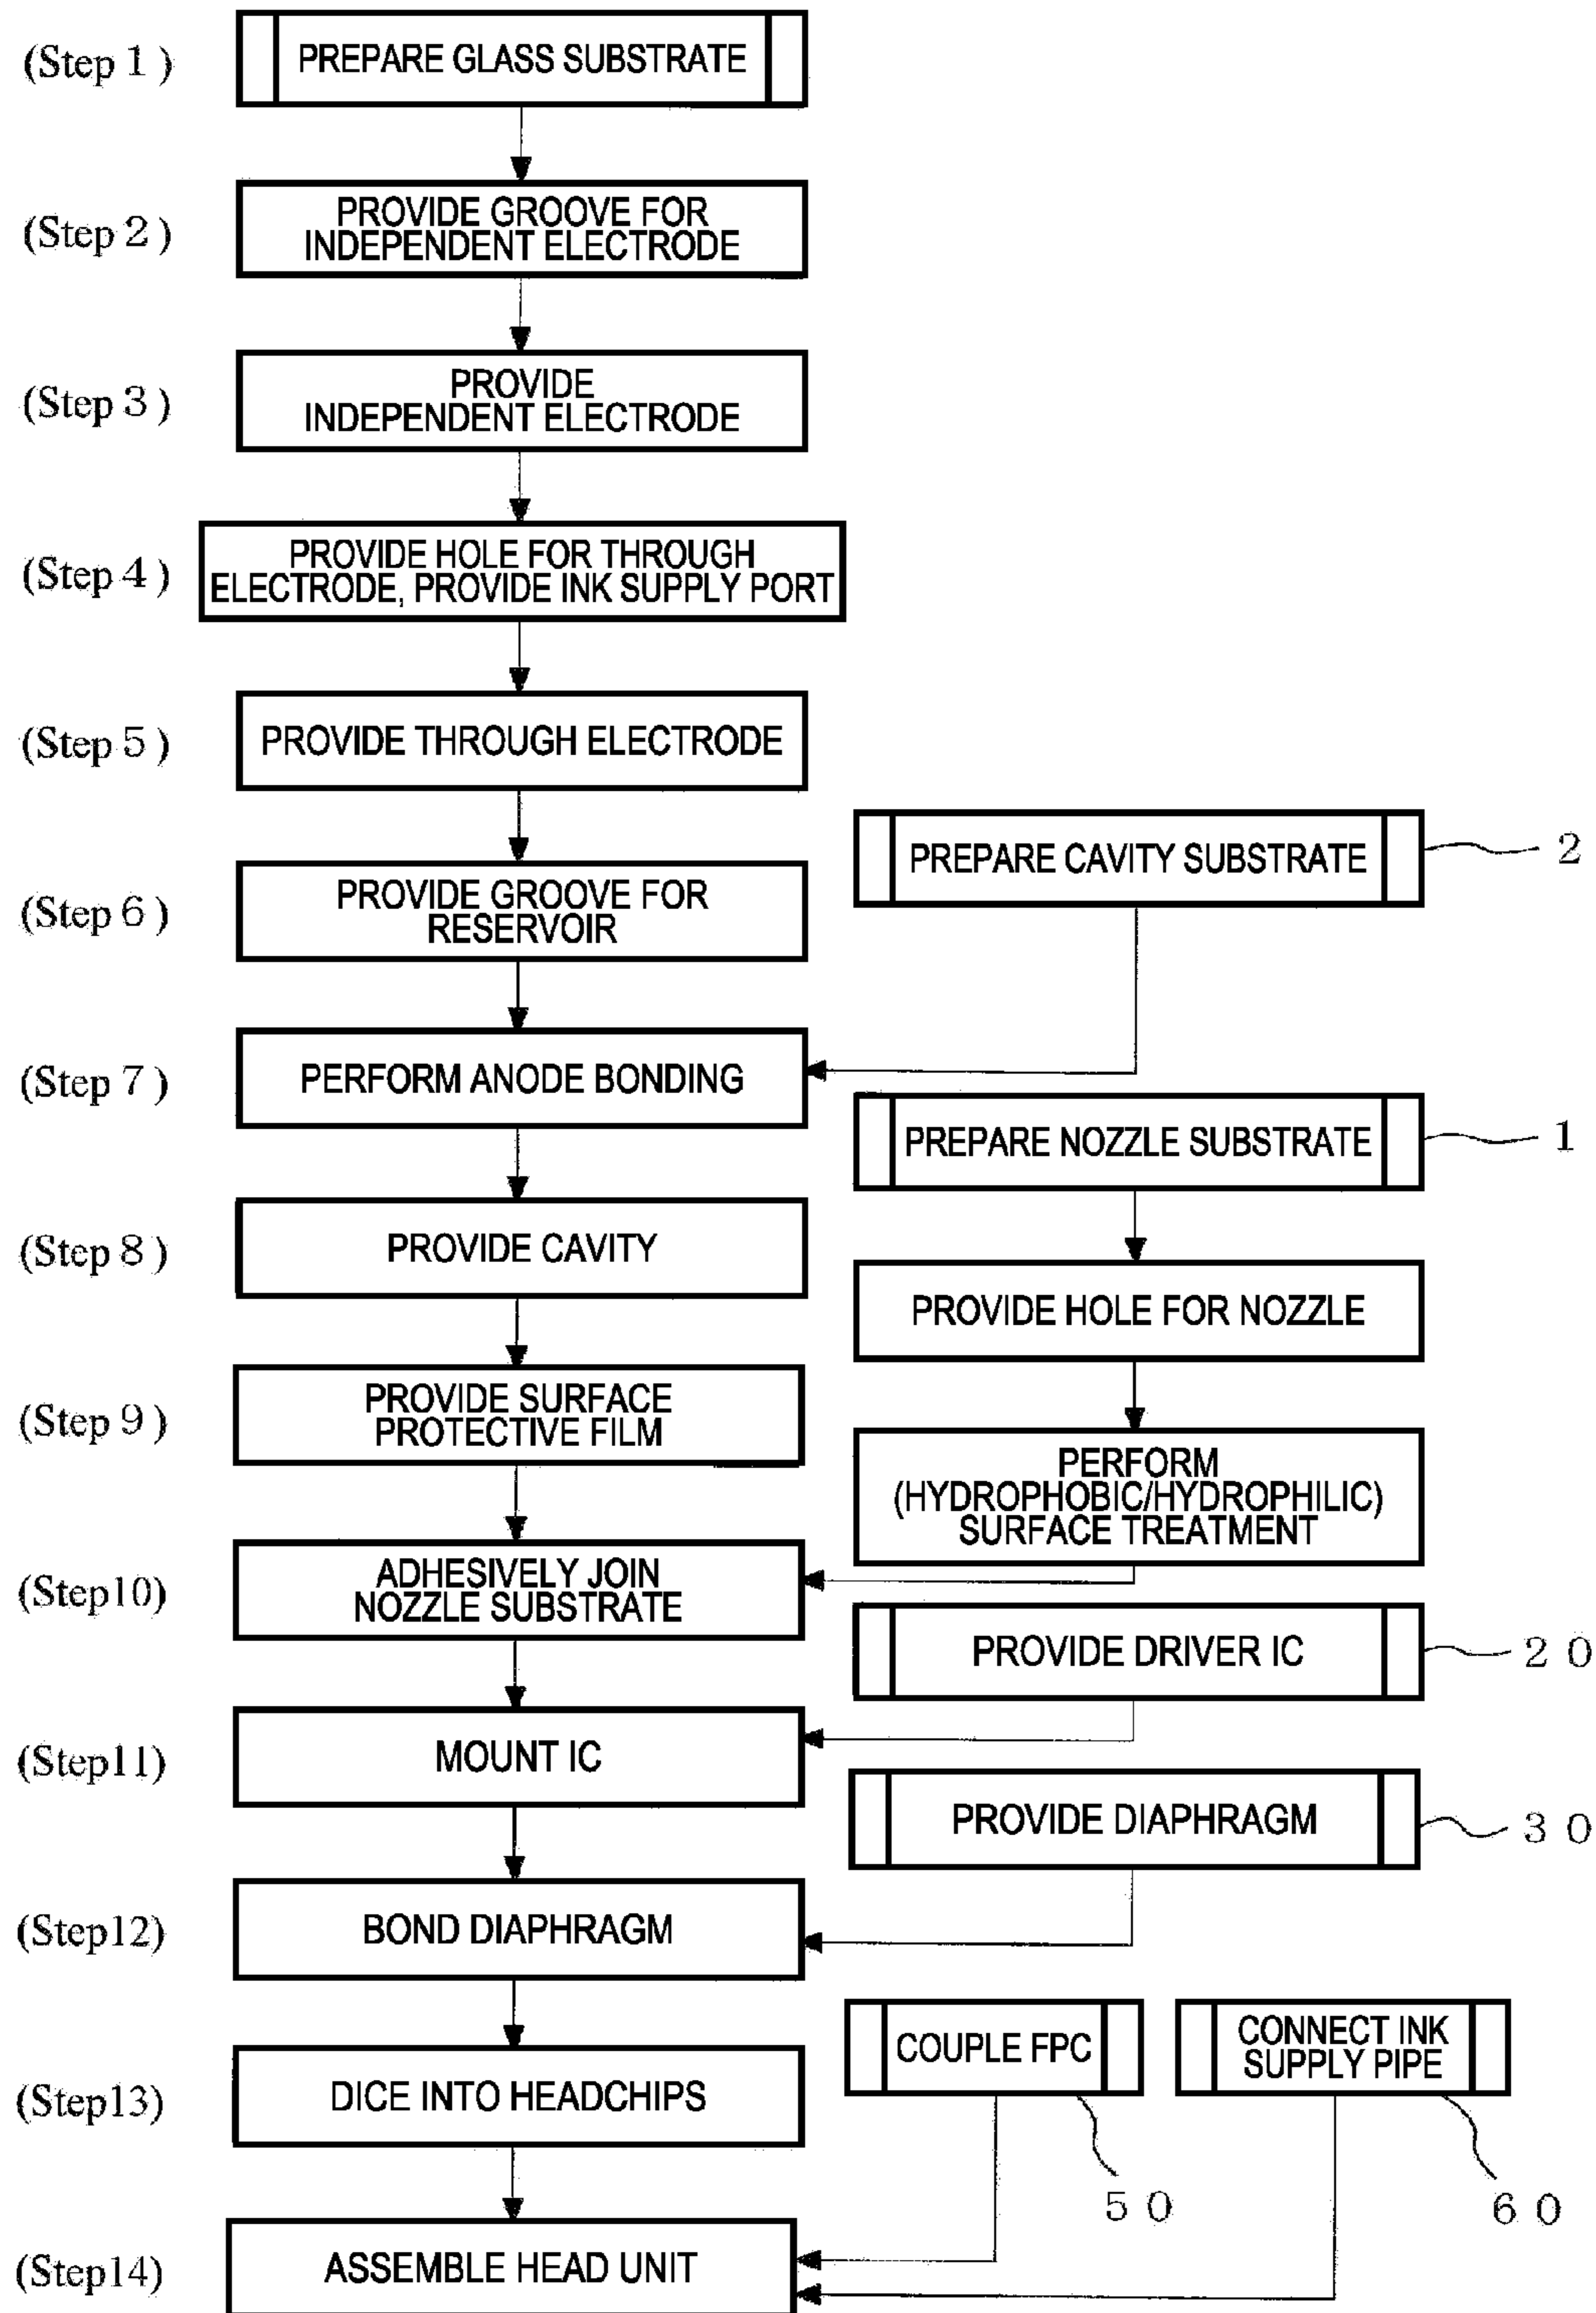 (Step 1)
PREPARE GLASS SUBSTRATE
(Step 2)
PROVIDE GROOVE FOR
INDEPENDENT ELECTRODE
(Step 3)
PROVIDE
INDEPENDENT ELECTRODE
(Step 4)
PROVIDE HOLE FOR THROUGH
ELECTRODE, PROVIDE INK SUPPLY PORT
(Step 5)
PROVIDE THROUGH ELECTRODE
PREPARE CAVITY SUBSTRATE
2
(Step 6)
PROVIDE GROOVE FOR
RESERVOIR
(Step 7)
PERFORM ANODE BONDING
PREPARE NOZZLE SUBSTRATE
1
(Step 8)
PROVIDE CAVITY
PROVIDE HOLE FOR NOZZLE
(Step 9)
PROVIDE SURFACE
PROTECTIVE FILM
PERFORM
(HYDROPHOBIC/HYDROPHILIC)
SURFACE TREATMENT
(Step10)
ADHESIVELY JOIN
NOZZLE SUBSTRATE
PROVIDE DRIVER IC
20
(Step11)
MOUNT IC
PROVIDE DIAPHRAGM
30
(Step12)
BOND DIAPHRAGM
(Step13)
DICE INTO HEADCHIPS
COUPLE FPC
50
CONNECT INK
SUPPLY PIPE
60
(Step14)
ASSEMBLE HEAD UNIT